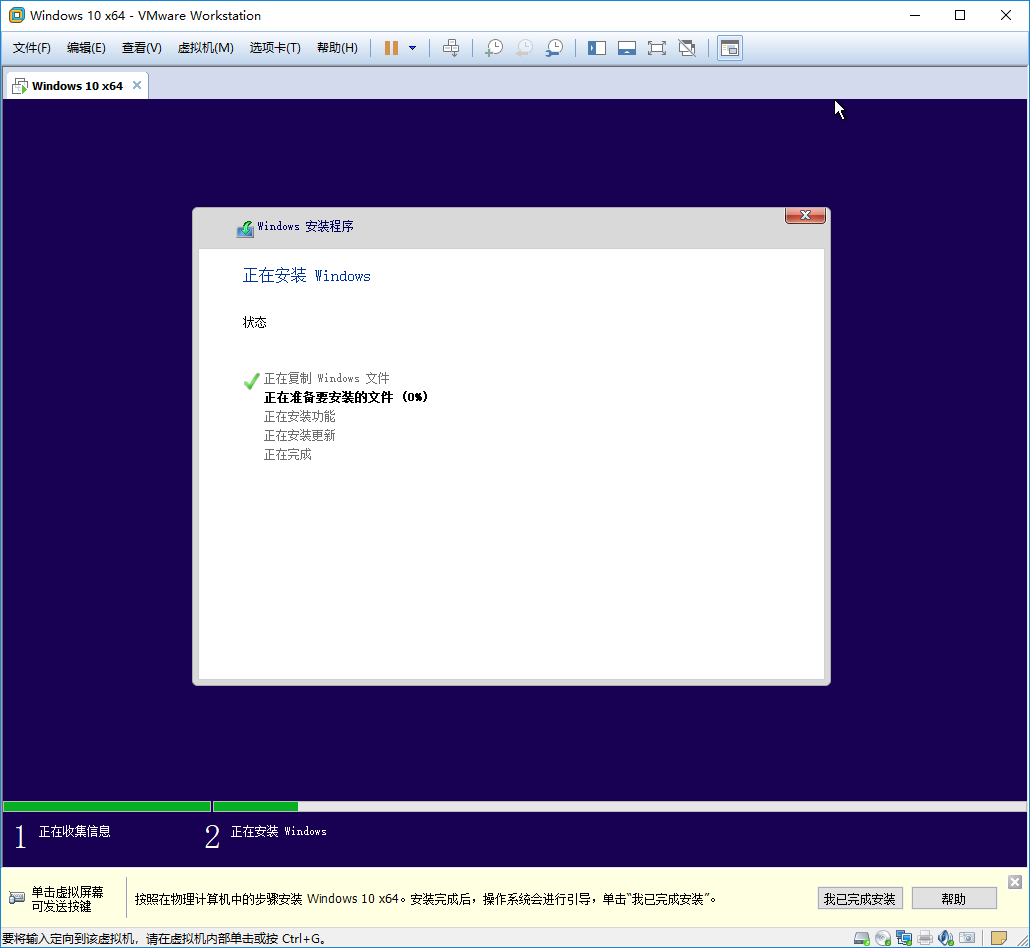 Windows 10 x64 - VMware Workstation
文件(F) 编辑(E) 查看(V) 虚拟机(M) 选项卡(T) 帮助(H)
Windows 10 x64
Windows 安装程序
正在安装 Windows
状态
正在复制 Windows 文件
正在准备要安装的文件 (0%)
正在安装功能
正在安装更新
正在完成
1 正在收集信息 2 正在安装 Windows
单击虚拟屏幕
可发送按键
按照在物理计算机中的步骤安装 Windows 10 x64。安装完成后，操作系统会进行引导，单击“我已完成安装”。
我已完成安装 帮助
要将输入定向到该虚拟机，请在虚拟机内部单击或按 Ctrl+G。